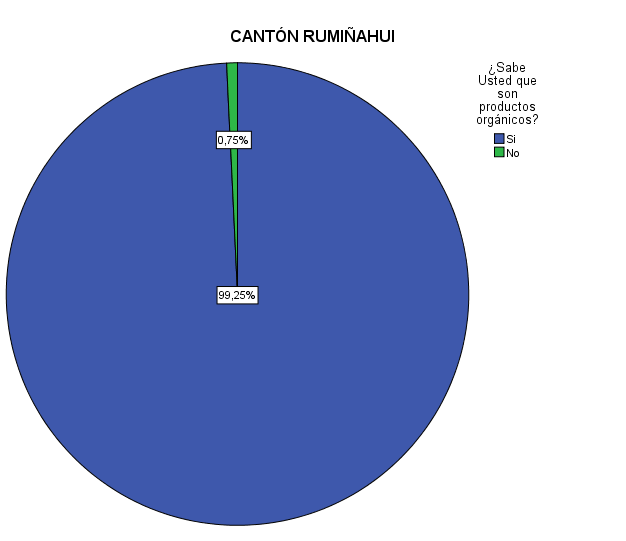 CANTÓN RUMIÑAHUI
¿Sabe
Usted que
son
productos
orgánicos?
Si
No
0,75%
99,25%